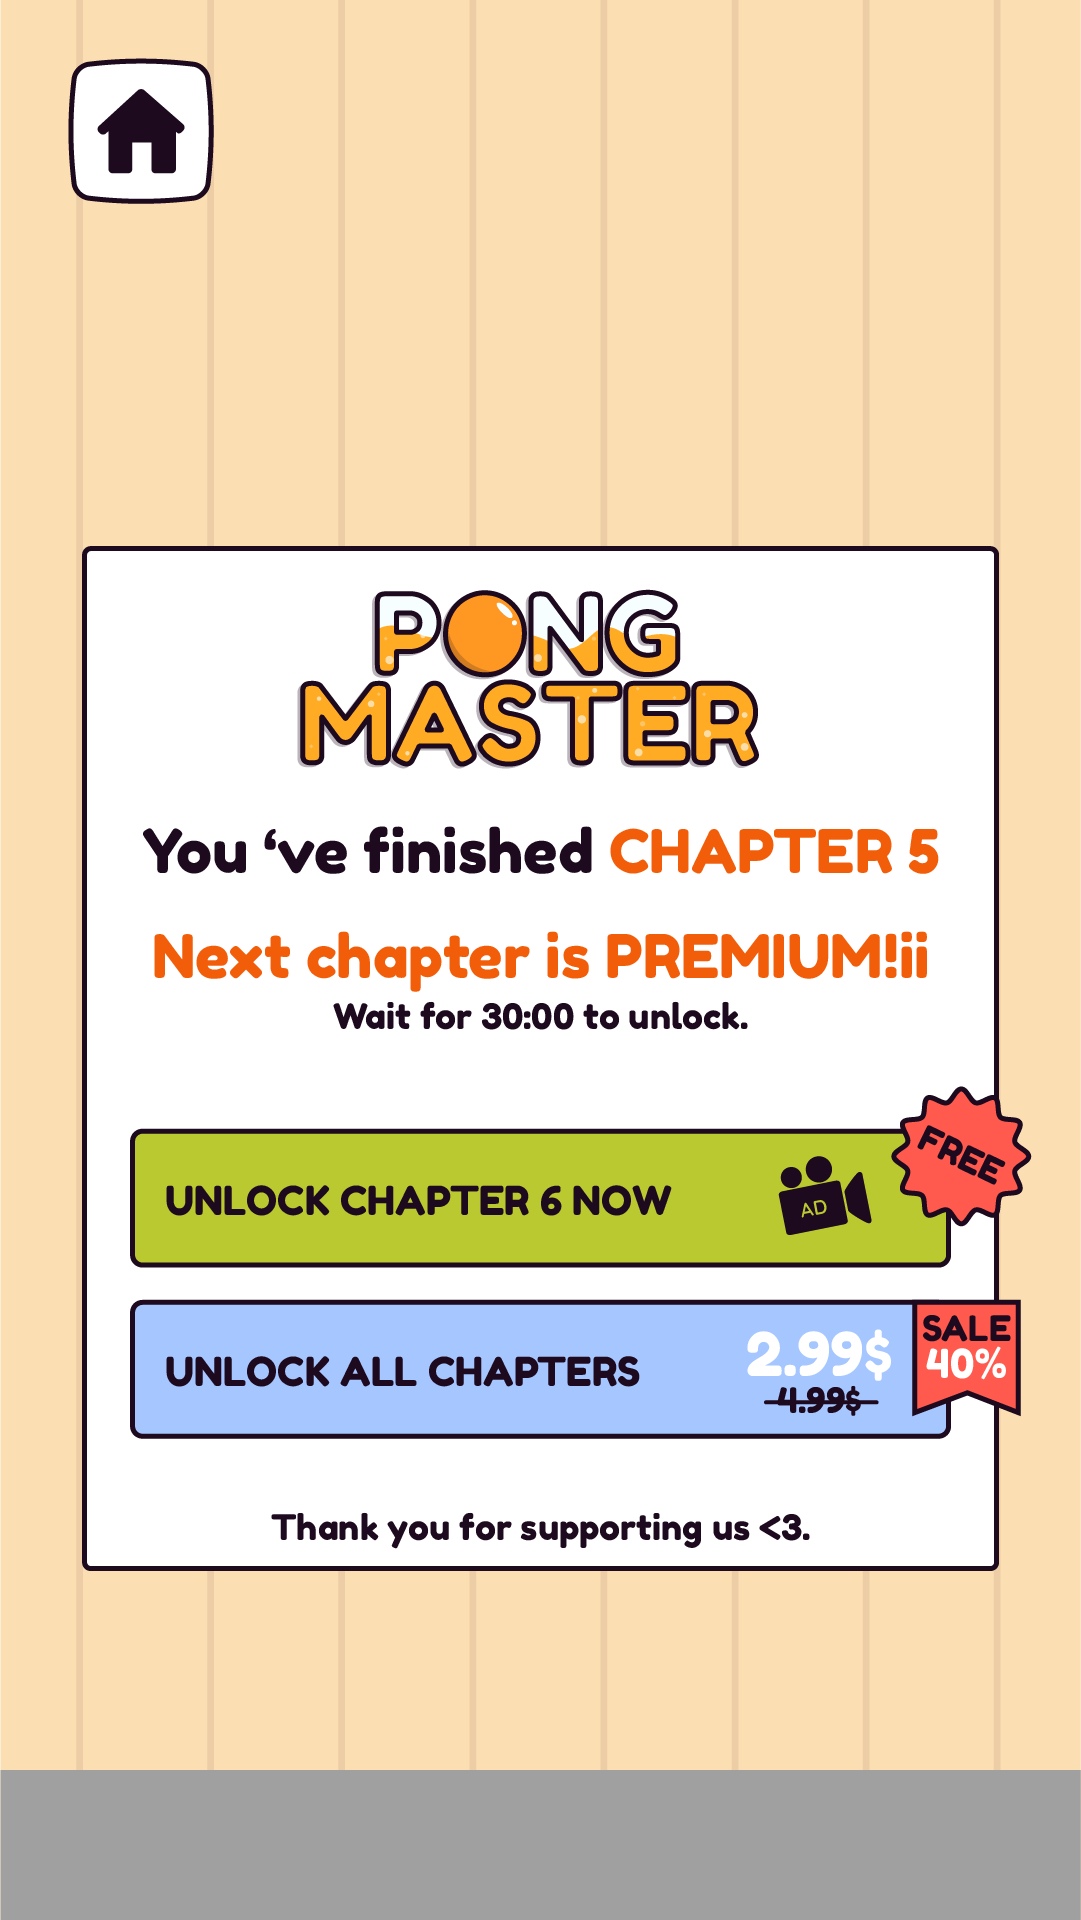 PONG
MASTER
You ‘ve finished CHAPTER 5
Next chapter is PREMIUM!ii
Wait for 30:00 to unlock.
FREE
UNLOCK CHAPTER 6 NOW
AD
SALE
40%
UNLOCK ALL CHAPTERS
2.99$
4.99$
Thank you for supporting us <3.